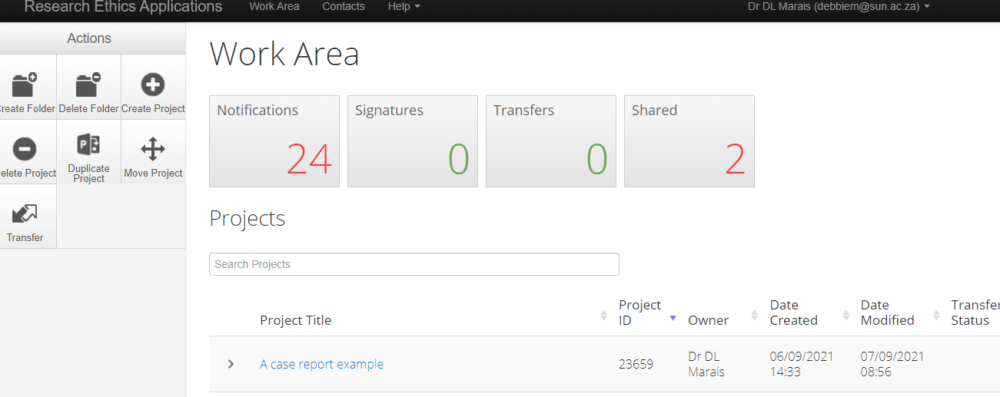 Research Ethics Applications
Work Area
Contacts
Help
Dr DL Marais (debbiem@sun.ac.za)
Actions
reate Folder
Delete Folder
Create Project
elete Project
Duplicate
Project
Move Project
Transfer
Work Area
Notifications
24
Signatures
0
Transfers
0
Shared
2
Projects
Search Projects
Project Title
Project
ID
Owner
Date
Created
Date
Modified
Transfer
Status
A case report example
23659
Dr DL
Marais
06/09/2021
14:33
07/09/2021
08:56